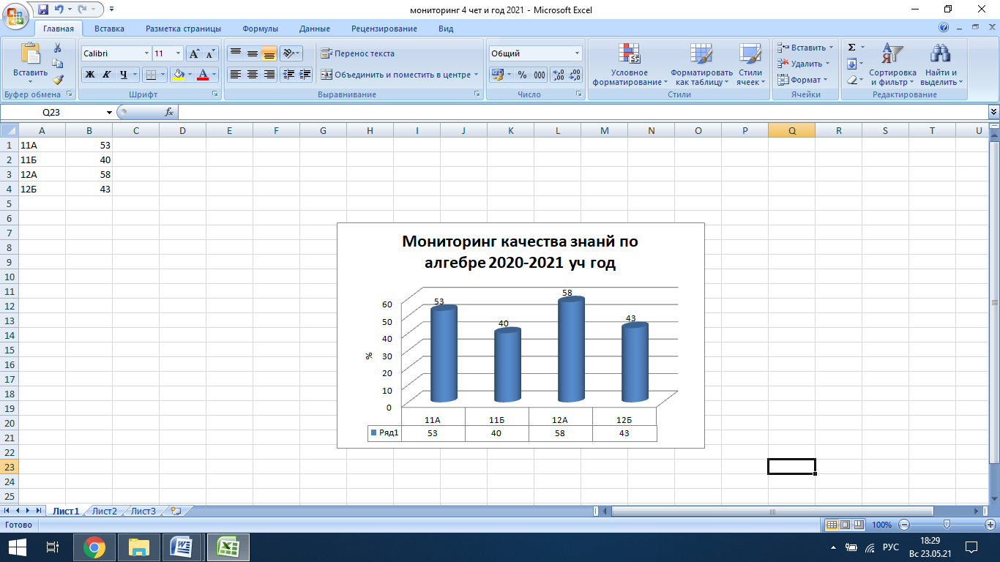 мониторинг 4 чет и год 2021 - Microsoft Excel
Главная Вставка Разметка страницы Формулы Данные Рецензирование Вид
Вставить
Буфер обмена
Calibri 11
Ж К Ч А
Шрифт
Перенос текста
Объединить и поместить в центре
Выравнивание
Общий
% 000
Число
Условное форматирование
Форматировать как таблицу
Стили ячеек
Стили
Вставить
Удалить
Формат
Ячейки
Σ
Сортировка и фильтр
Найти и выделить
Редактирование
Q23 fx
A B C D E F G H I J K L M N O P Q R S T U
1 11А 53
2 11Б 40
3 12А 58
4 12Б 43
5
6
7
8
9
10
11
12
13
14
15
16
17
18
19
20
21
22
23
24
25
Мониторинг качества знанй по
алгебре 2020-2021 уч год
%
60
50
40
30
20
10
0
53 40 58 43
11А 11Б 12А 12Б
Ряд1 53 40 58 43
Лист1 Лист2 Лист3
Готово 100%
РУС
18:29
Вс 23.05.21